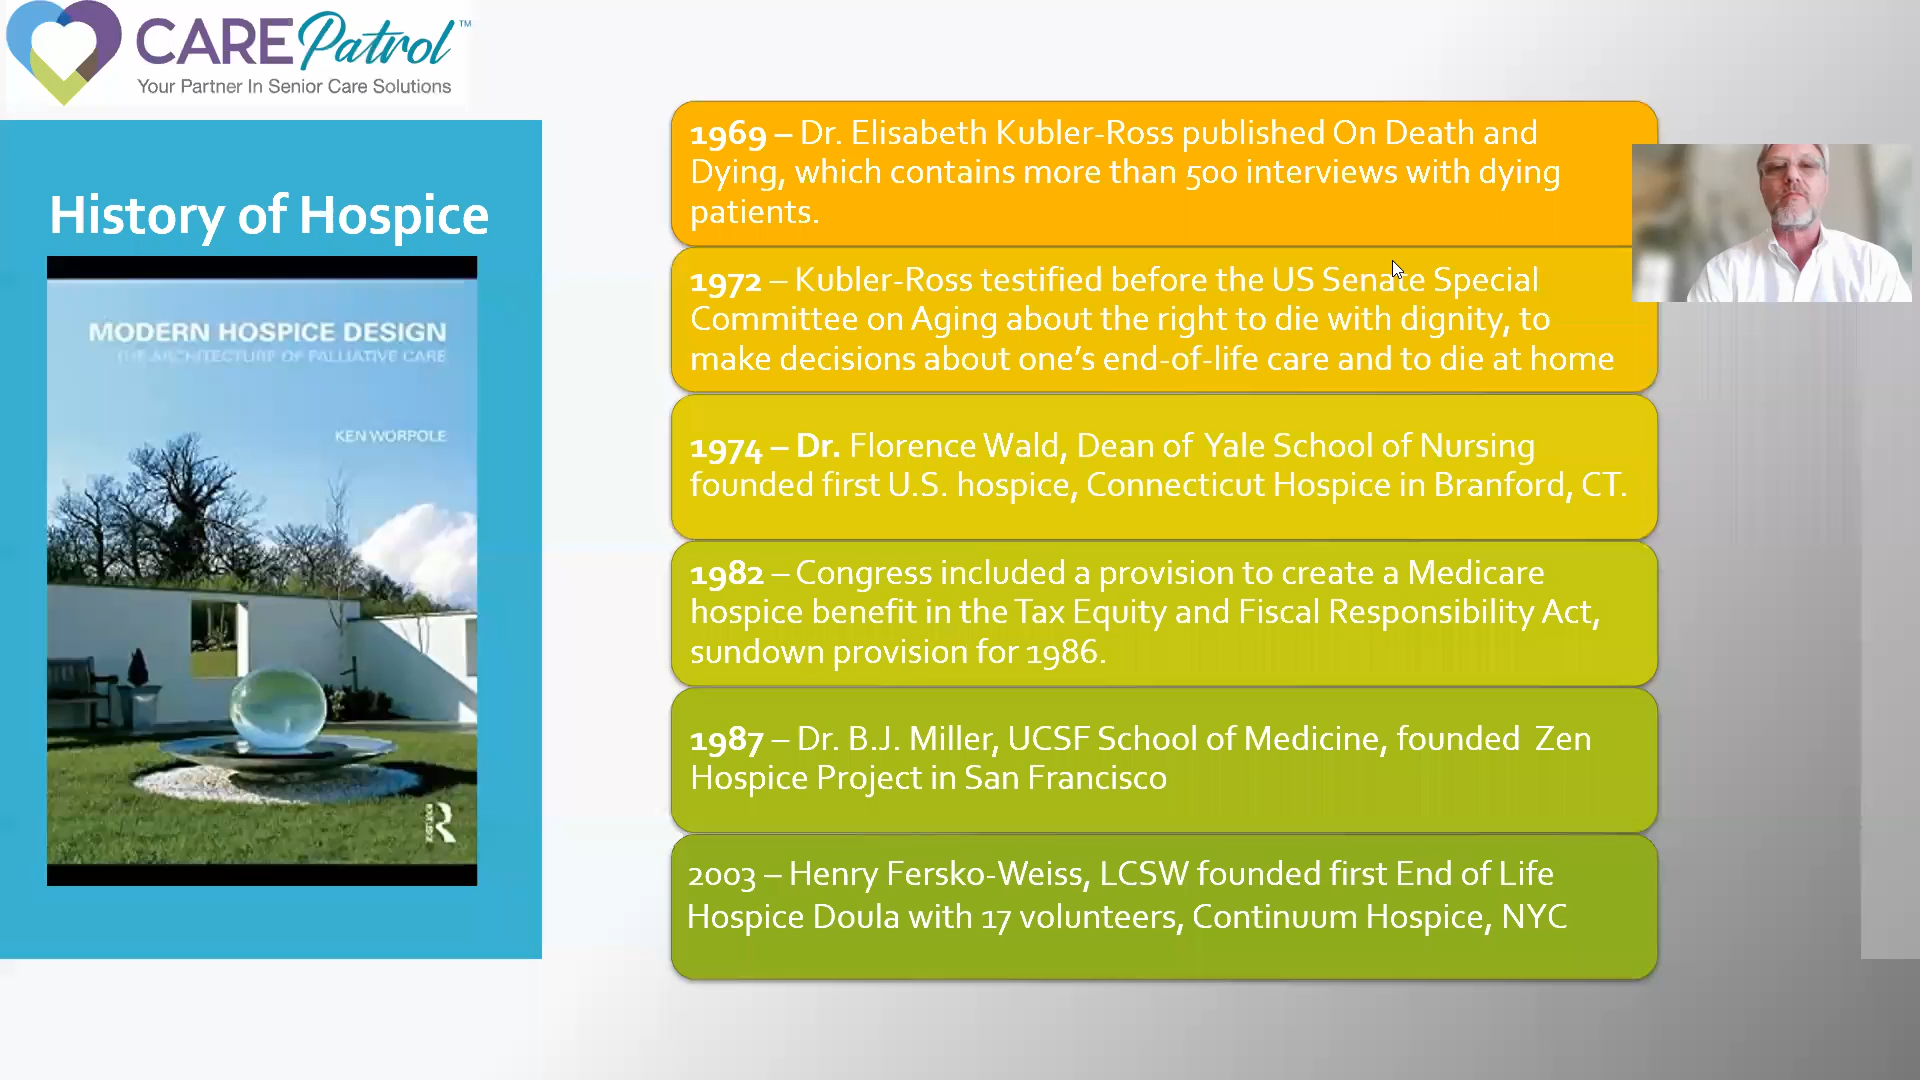 CAREPatrol™
Your Partner In Senior Care Solutions
History of Hospice
MODERN HOSPICE DESIGN
THE ARCHITECTURE OF PALLIATIVE CARE
KEN WORPOLE
R
1969 – Dr. Elisabeth Kubler-Ross published On Death and
Dying, which contains more than 500 interviews with dying
patients.
1972 – Kubler-Ross testified before the US Senate Special
Committee on Aging about the right to die with dignity, to
make decisions about one’s end-of-life care and to die at home
1974 – Dr. Florence Wald, Dean of Yale School of Nursing
founded first U.S. hospice, Connecticut Hospice in Branford, CT.
1982 – Congress included a provision to create a Medicare
hospice benefit in the Tax Equity and Fiscal Responsibility Act,
sundown provision for 1986.
1987 – Dr. B.J. Miller, UCSF School of Medicine, founded Zen
Hospice Project in San Francisco
2003 – Henry Fersko-Weiss, LCSW founded first End of Life
Hospice Doula with 17 volunteers, Continuum Hospice, NYC